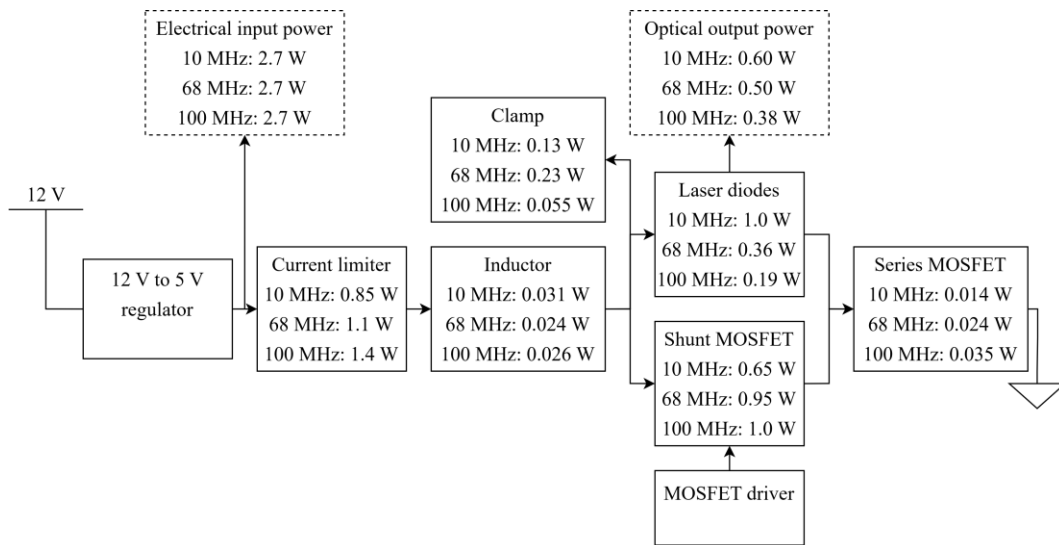 Electrical input power
10 MHz: 2.7 W
68 MHz: 2.7 W
100 MHz: 2.7 W
Optical output power
10 MHz: 0.60 W
68 MHz: 0.50 W
100 MHz: 0.38 W
Clamp
10 MHz: 0.13 W
68 MHz: 0.23 W
100 MHz: 0.055 W
12 V
12 V to 5 V
regulator
Current limiter
10 MHz: 0.85 W
68 MHz: 1.1 W
100 MHz: 1.4 W
Inductor
10 MHz: 0.031 W
68 MHz: 0.024 W
100 MHz: 0.026 W
Laser diodes
10 MHz: 1.0 W
68 MHz: 0.36 W
100 MHz: 0.19 W
Shunt MOSFET
10 MHz: 0.65 W
68 MHz: 0.95 W
100 MHz: 1.0 W
Series MOSFET
10 MHz: 0.014 W
68 MHz: 0.024 W
100 MHz: 0.035 W
MOSFET driver